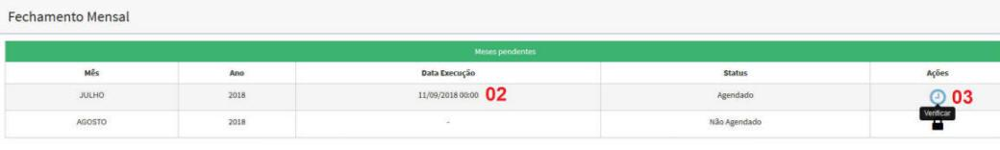 Fechamento Mensal
Meses pendentes
Mês Ano Data Execução Status Ações
JULHO 2018 11/09/2018 00:00 02 Agendado 03
Verificar
AGOSTO 2018 - Não Agendado